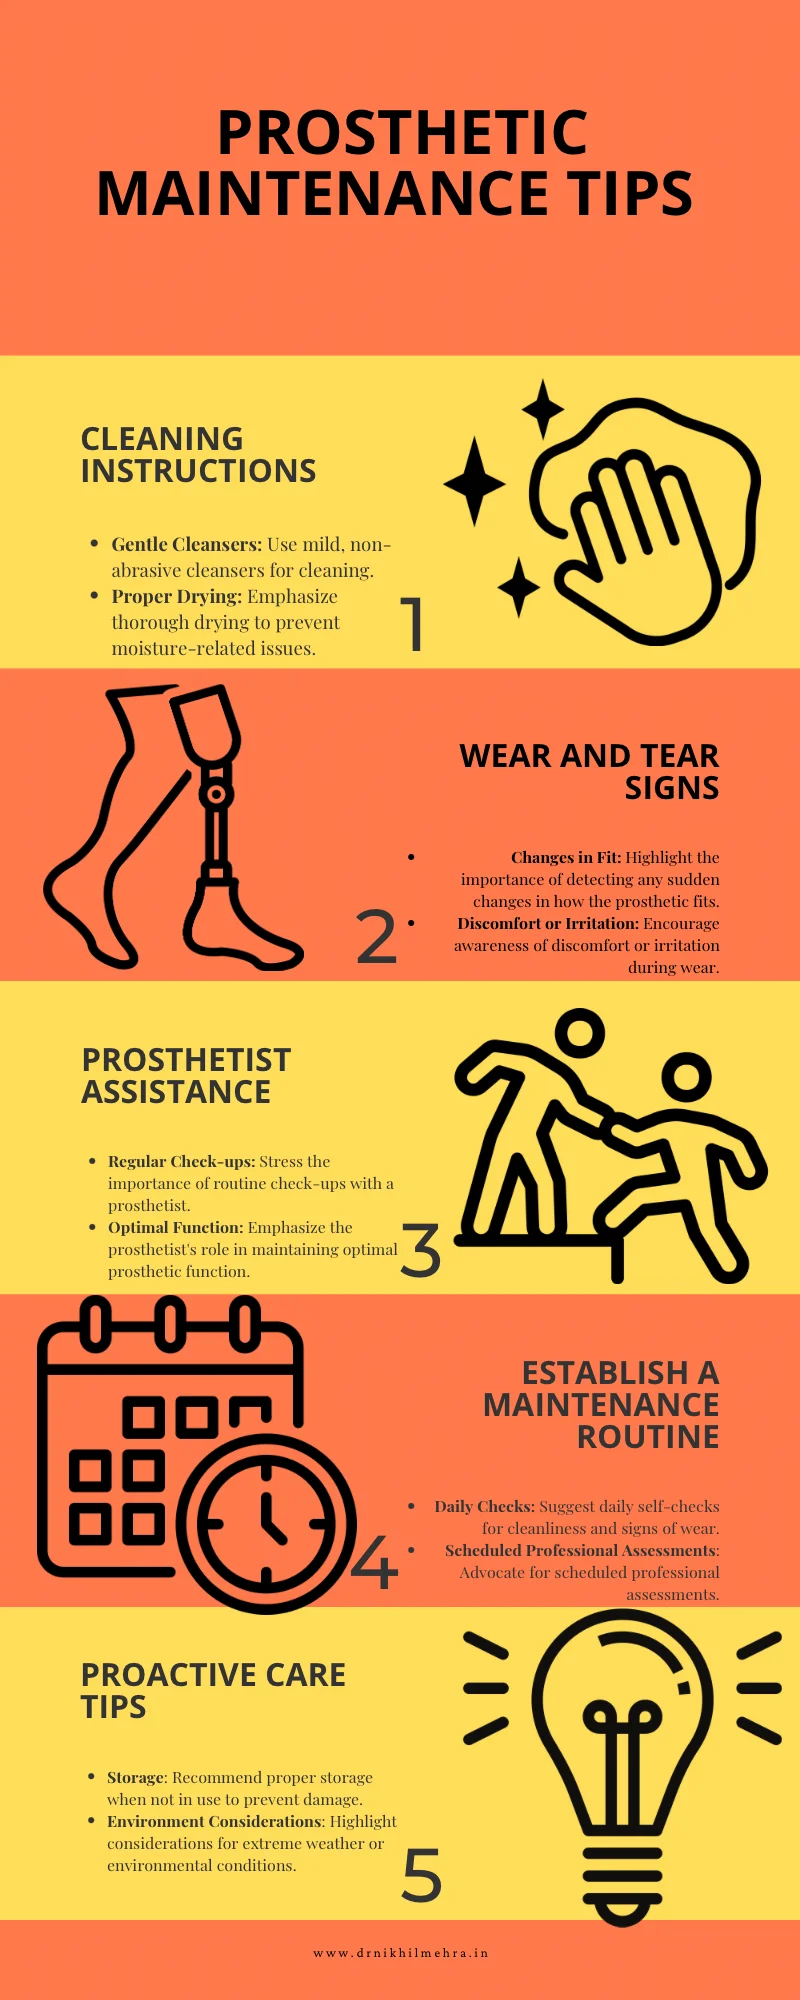 PROSTHETIC
MAINTENANCE TIPS
CLEANING
INSTRUCTIONS
• Gentle Cleansers: Use mild, non-
abrasive cleansers for cleaning.
• Proper Drying: Emphasize
thorough drying to prevent
moisture-related issues.
1
WEAR AND TEAR
SIGNS
• Changes in Fit: Highlight the
importance of detecting any sudden
changes in how the prosthetic fits.
• Discomfort or Irritation: Encourage
awareness of discomfort or irritation
during wear.
2
PROSTHETIST
ASSISTANCE
• Regular Check-ups: Stress the
importance of routine check-ups with a
prosthetist.
• Optimal Function: Emphasize the
prosthetist's role in maintaining optimal
prosthetic function.
3
ESTABLISH A
MAINTENANCE
ROUTINE
• Daily Checks: Suggest daily self-checks
for cleanliness and signs of wear.
• Scheduled Professional Assessments:
Advocate for scheduled professional
assessments.
4
PROACTIVE CARE
TIPS
• Storage: Recommend proper storage
when not in use to prevent damage.
• Environment Considerations: Highlight
considerations for extreme weather or
environmental conditions.
5
www.drnikhilmehra.in